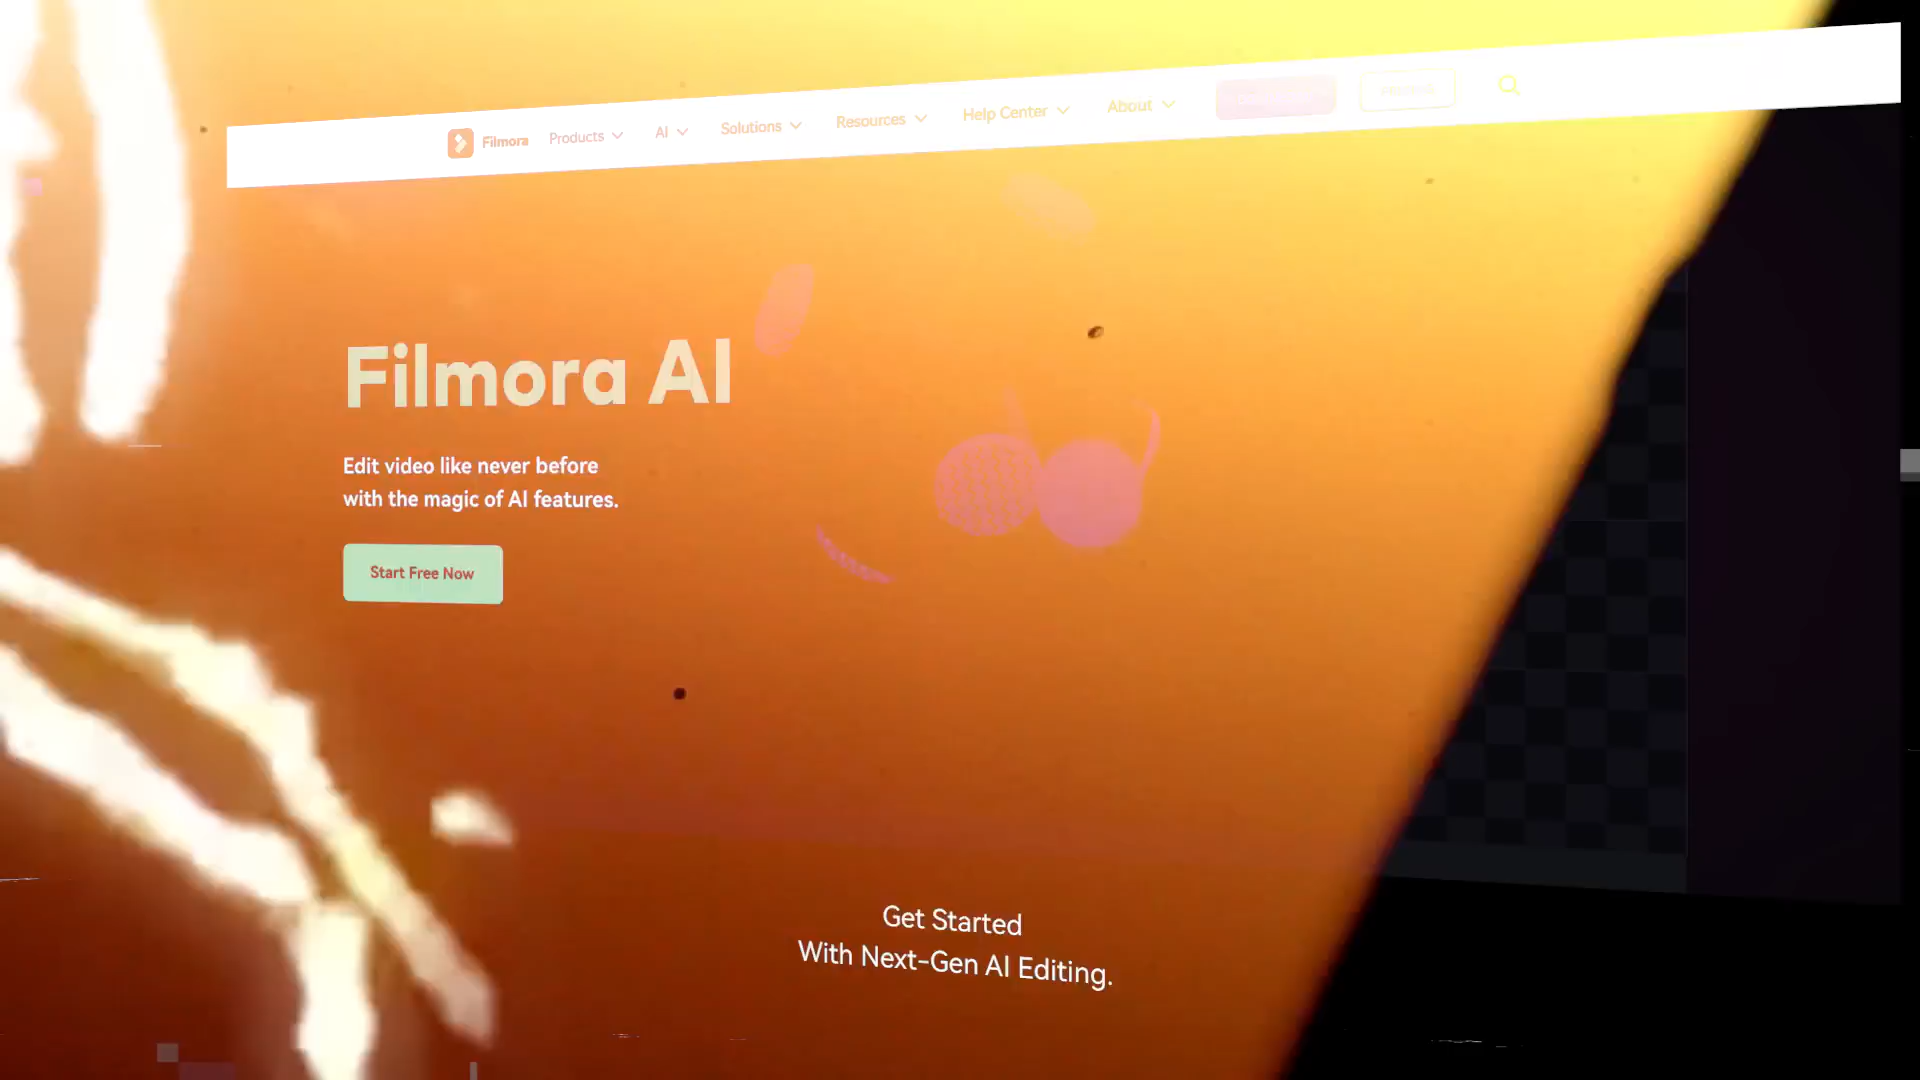 Filmora Products AI Solutions Resources Help Center About
Filmora AI
Edit video like never before
with the magic of AI features.
Start Free Now
Get Started
With Next-Gen AI Editing.